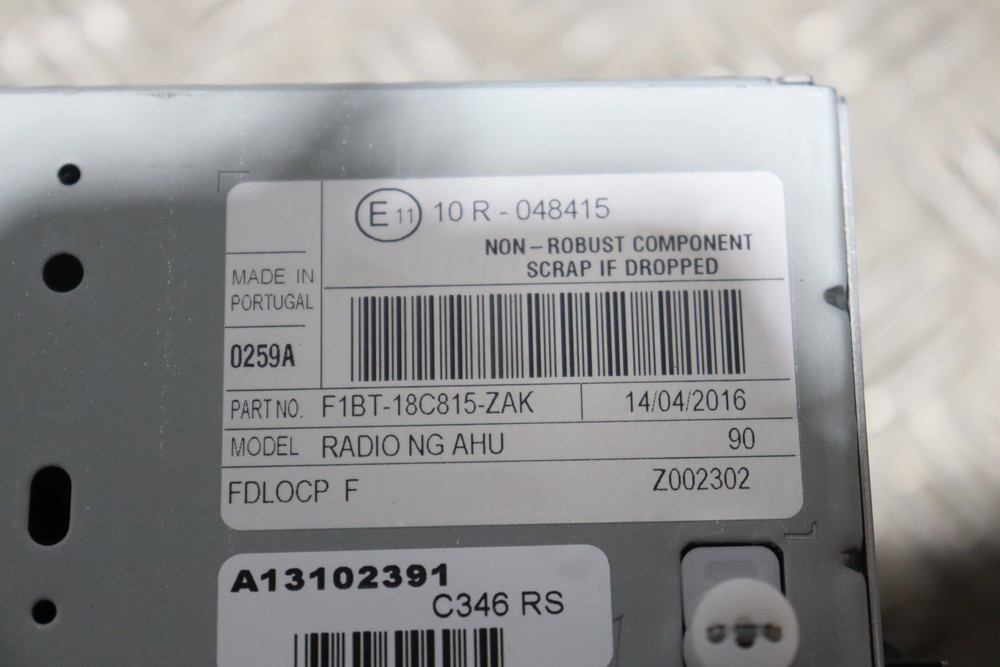 E 11 10 R - 048415
NON – ROBUST COMPONENT
SCRAP IF DROPPED
MADE IN
PORTUGAL
0259A
PART NO. F1BT-18C815-ZAK 14/04/2016
MODEL RADIO NG AHU 90
FDLOCP F Z002302
A13102391
C346 RS